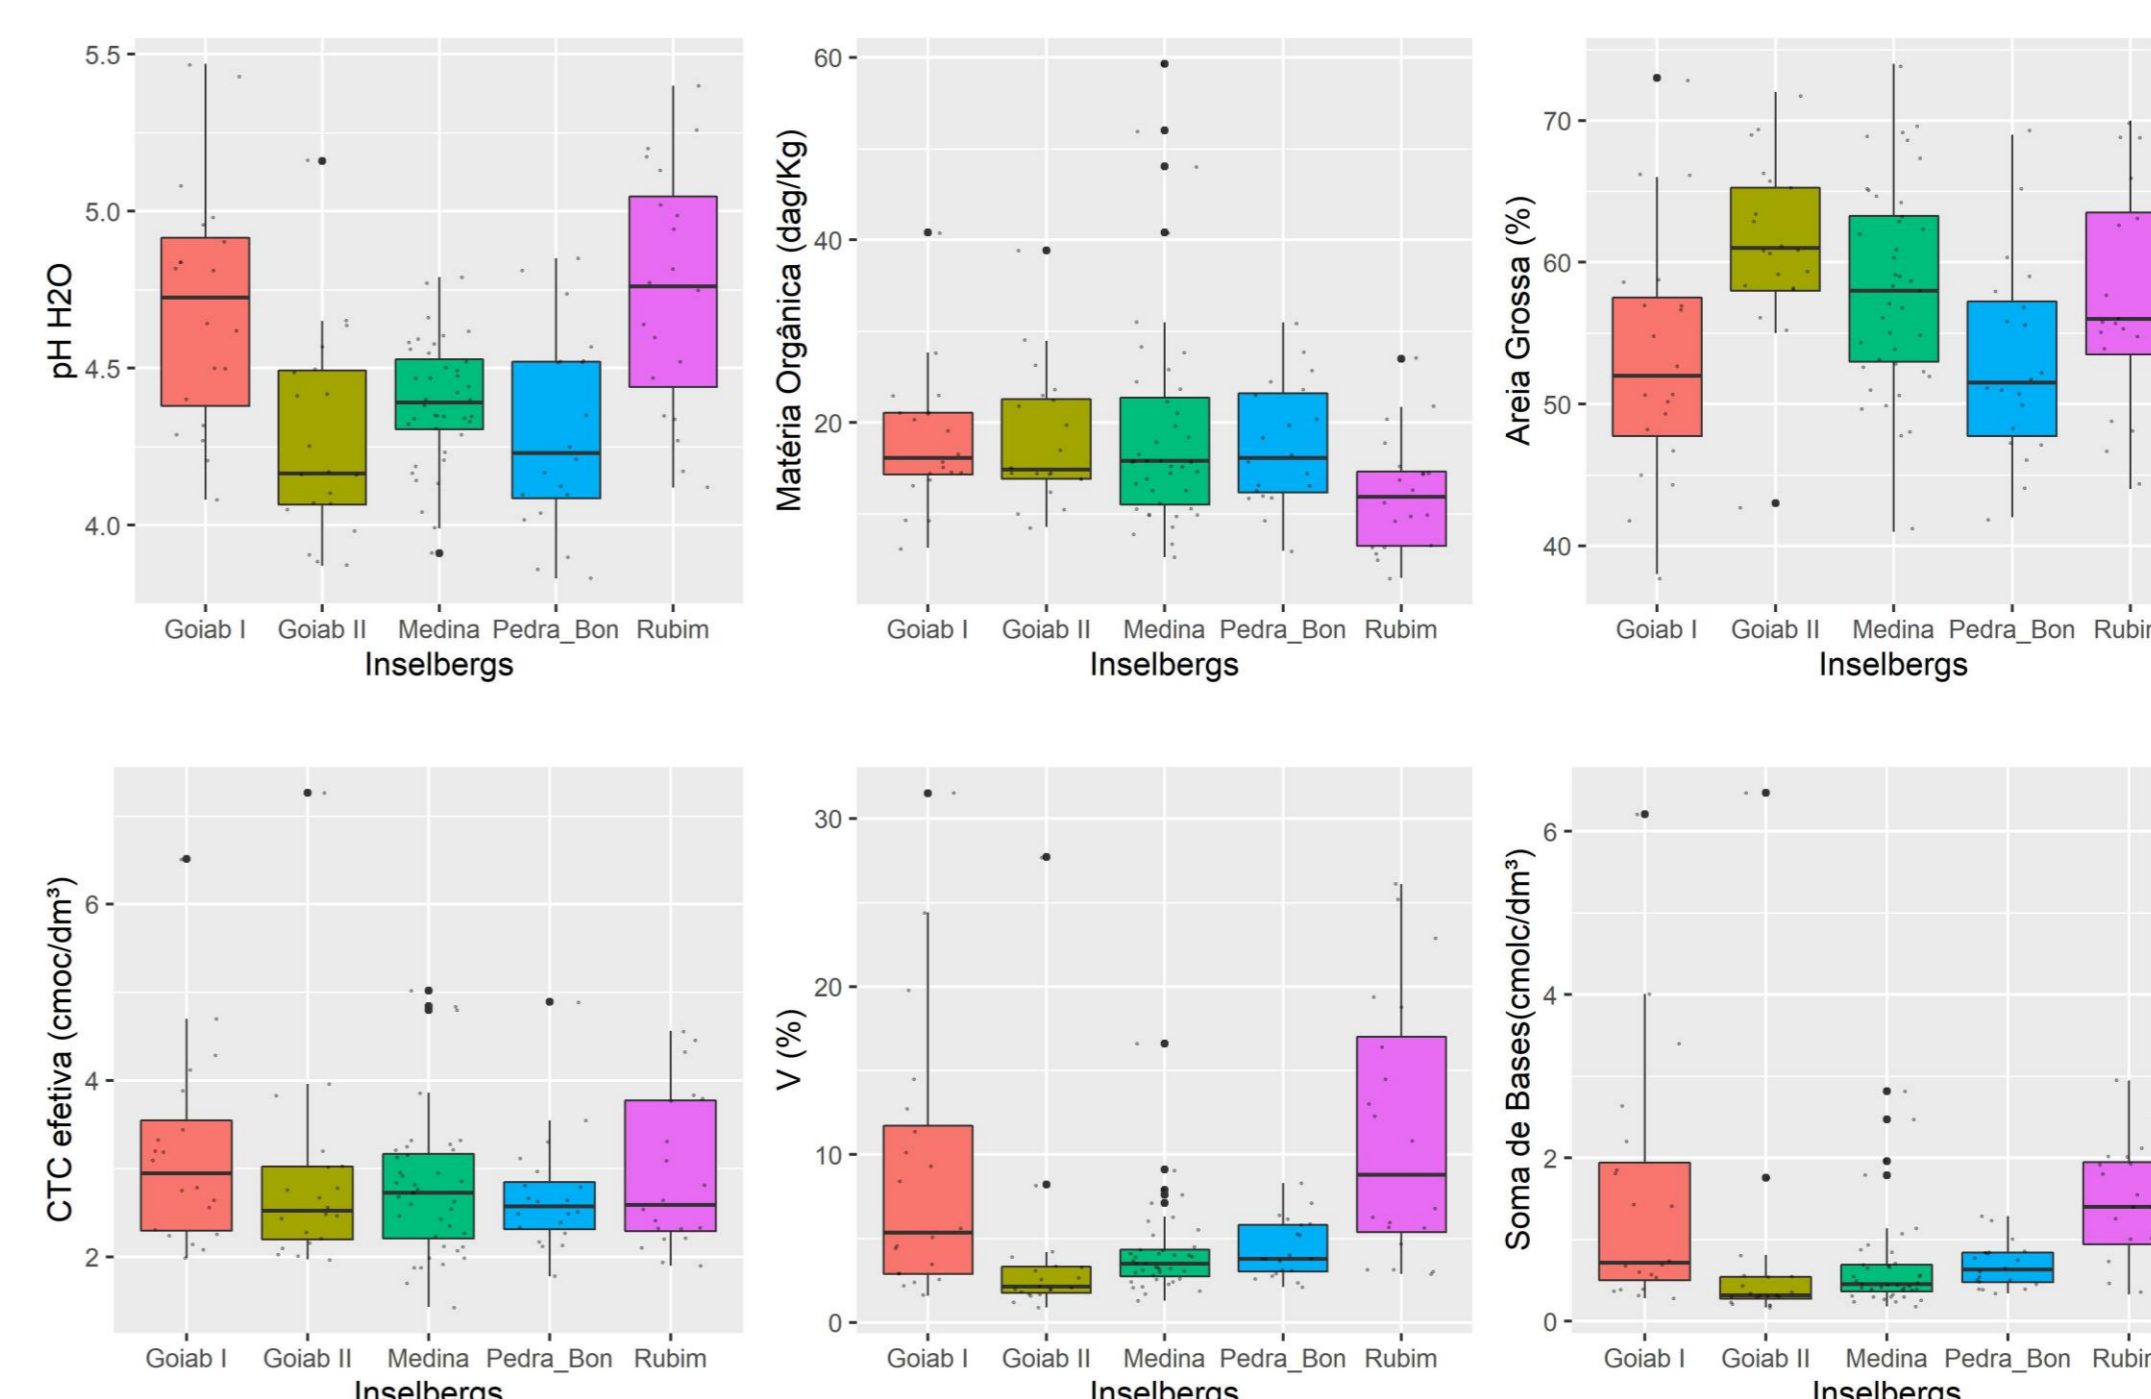 pH H2O
5.5
5.0
4.5
4.0
Goiab I Goiab II Medina Pedra_Bon Rubim
Inselbergs
Matéria Orgânica (dag/Kg)
60
40
20
Goiab I Goiab II Medina Pedra_Bon Rubim
Inselbergs
Areia Grossa (%)
70
60
50
40
Goiab I Goiab II Medina Pedra_Bon
Inselbergs
CTC efetiva (cmoc/dm³)
6
4
2
Goiab I Goiab II Medina Pedra_Bon Rubim
Inselbergs
V (%)
30
20
10
0
Goiab I Goiab II Medina Pedra_Bon Rubim
Inselbergs
Soma de Bases(cmolc/dm³)
6
4
2
0
Goiab I Goiab II Medina Pedra_Bon
Inselbergs